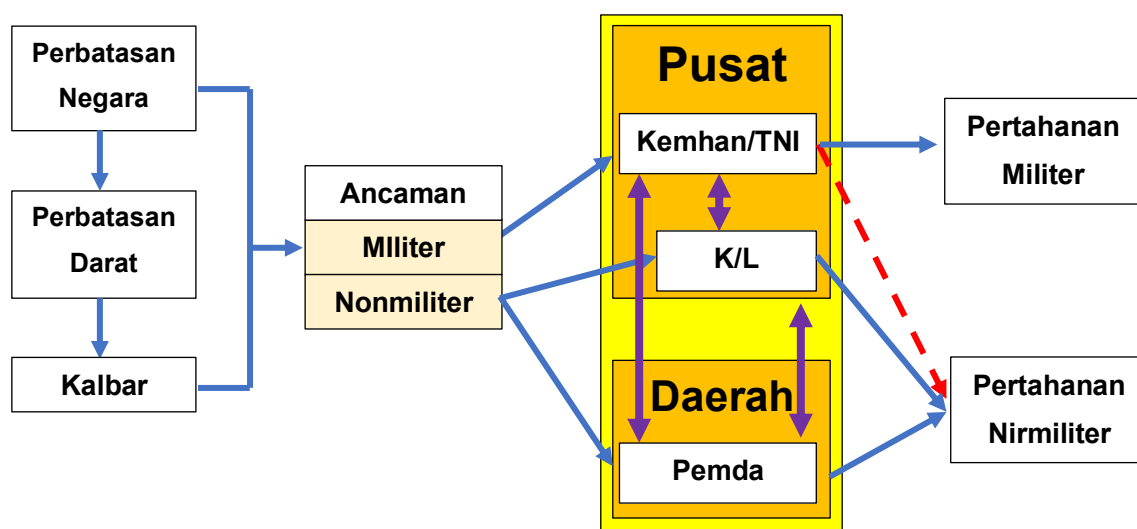 Perbatasan
Negara
Perbatasan
Darat
Kalbar
Ancaman
MIliter
Nonmiliter
Pusat
Kemhan/TNI
K/L
Daerah
Pemda
Pertahanan
Militer
Pertahanan
Nirmiliter